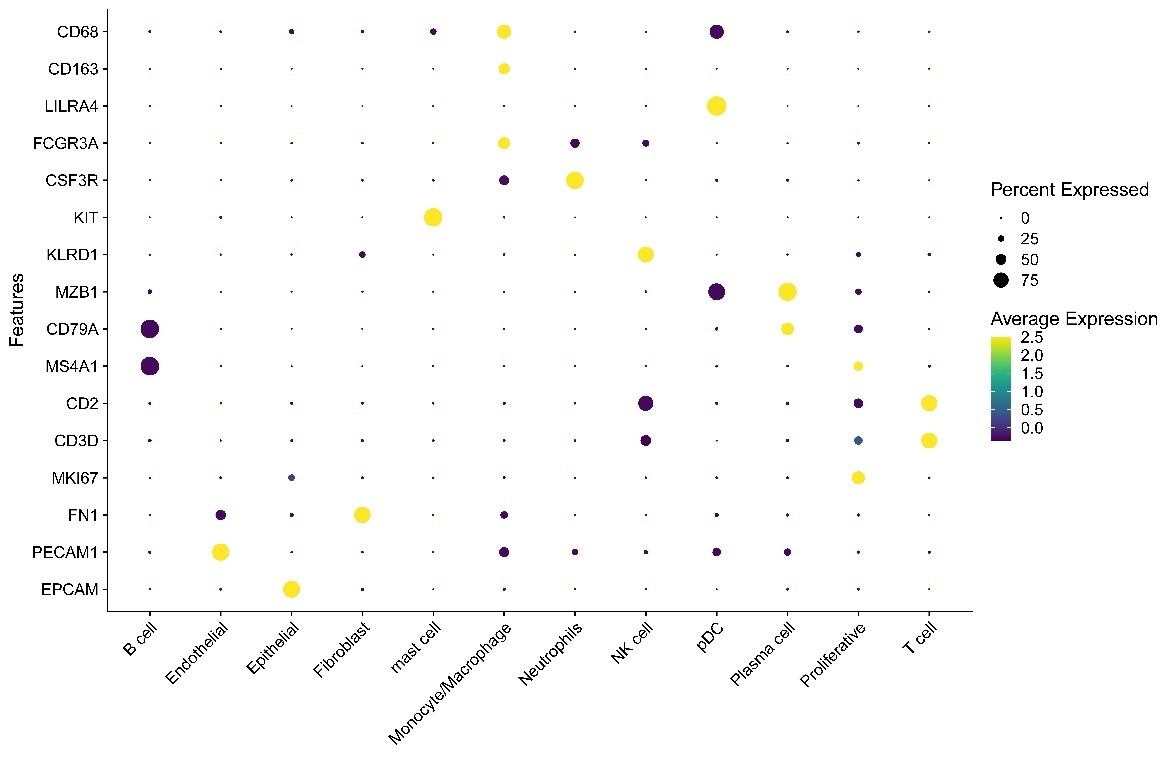 CD68
CD163
LILRA4
FCGR3A
CSF3R
KIT
KLRD1
MZB1
CD79A
MS4A1
CD2
CD3D
MKI67
FN1
PECAM1
EPCAM
Features
B cell
Endothelial
Epithelial
Fibroblast
mast cell
Monocyte/Macrophage
Neutrophils
NK cell
pDC
Plasma cell
Proliferative
T cell
Percent Expressed
0
25
50
75
Average Expression
2.5
2.0
1.5
1.0
0.5
0.0